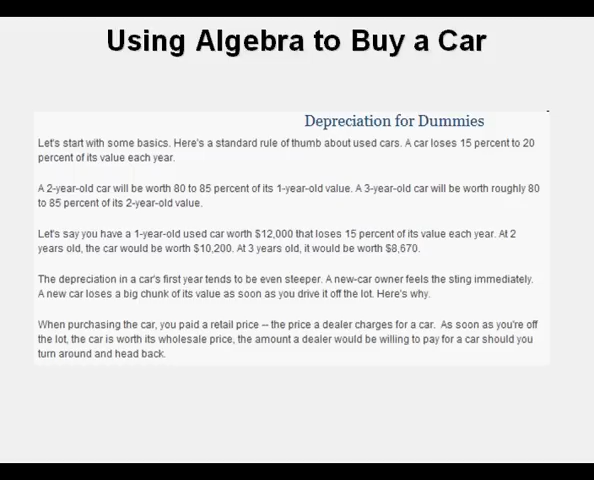 Using Algebra to Buy a Car
Depreciation for Dummies
Let's start with some basics. Here's a standard rule of thumb about used cars. A car loses 15 percent to 20
percent of its value each year.
A 2-year-old car will be worth 80 to 85 percent of its 1-year-old value. A 3-year-old car will be worth roughly 80
to 85 percent of its 2-year-old value.
Let's say you have a 1-year-old used car worth $12,000 that loses 15 percent of its value each year. At 2
years old, the car would be worth $10,200. At 3 years old, it would be worth $8,670.
The depreciation in a car's first year tends to be even steeper. A new-car owner feels the sting immediately.
A new car loses a big chunk of its value as soon as you drive it off the lot. Here's why.
When purchasing the car, you paid a retail price -- the price a dealer charges for a car. As soon as you're off
the lot, the car is worth its wholesale price, the amount a dealer would be willing to pay for a car should you
turn around and head back.